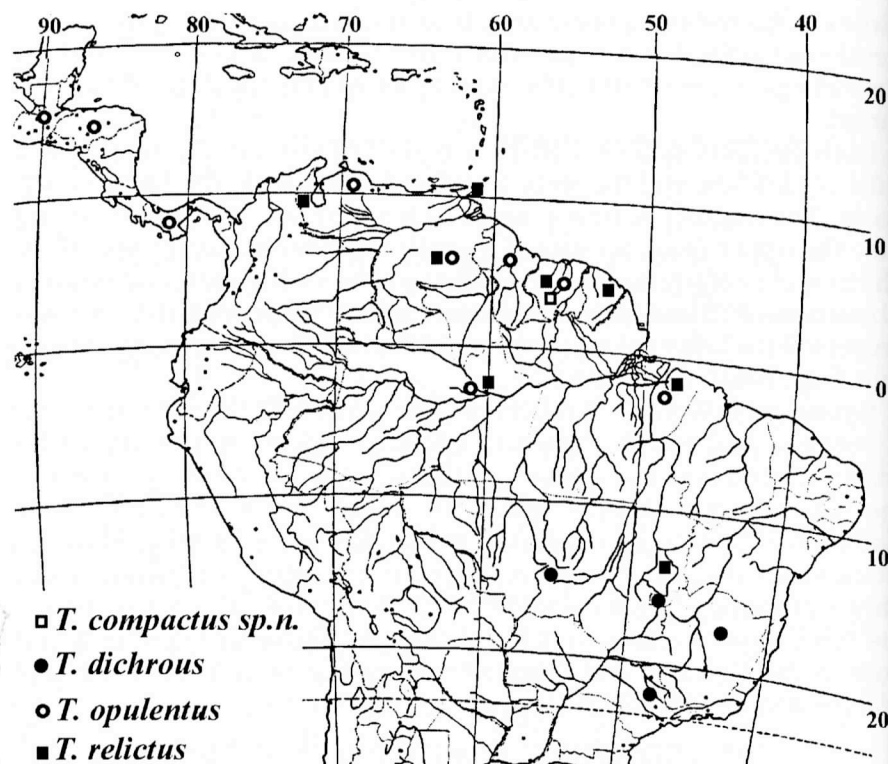 90 80 70 60 50 40
20
10
0
10
20
□ T. compactus sp.n.
● T. dichrous
○ T. opulentus
■ T. relictus